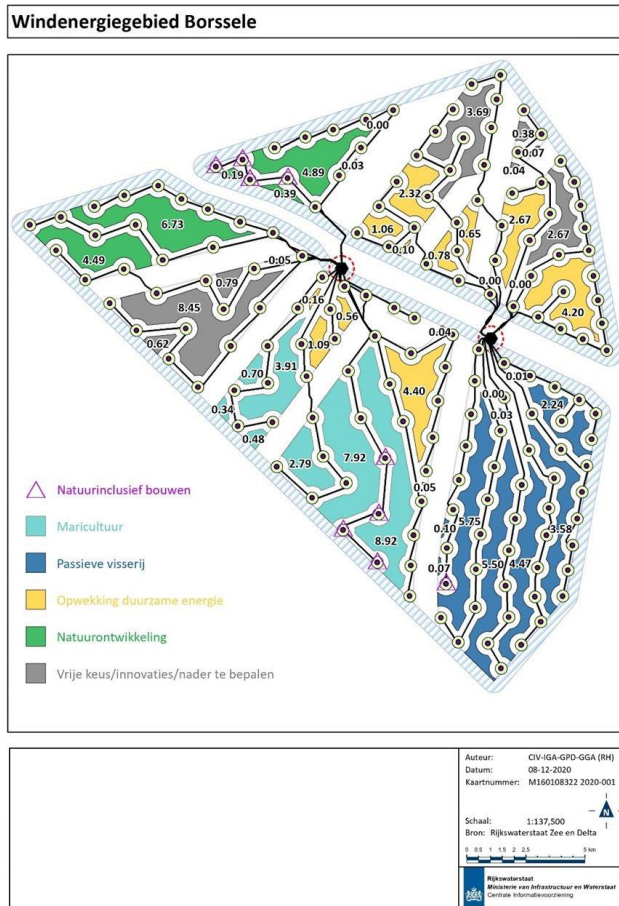 Windenergiegebied Borssele
3.69
0.00
0.38
0.07
4.89
0.03
0.04
0.19
0.39
2.32
6.73
2.67
1.06
0.65
2.67
0.10
4.49
0.05
0.78
0.79
0.00
0.00
0.16
8.45
0.56
4.20
0.04
0.62
1.09
3.91
0.01
0.70
4.40
0.00
2.24
0.34
0.03
0.48
7.92
2.79
0.05
0.10
5.75
3.58
8.92
0.07
5.50
4.47
Natuurinclusief bouwen
Maricultuur
Passieve visserij
Opwekking duurzame energie
Natuurontwikkeling
Vrije keus/innovaties/nader te bepalen
Auteur: CIV-IGA-GPD-GGA (RH)
Datum: 08-12-2020
Kaartnummer: M160108322 2020-001
N
Schaal: 1:137,500
Bron: Rijkswaterstaat Zee en Delta
0 0.5 1 1.5 2 2.5 5 km
Rijkswaterstaat
Ministerie van Infrastructuur en Waterstaat
Centrale Informatievoorziening